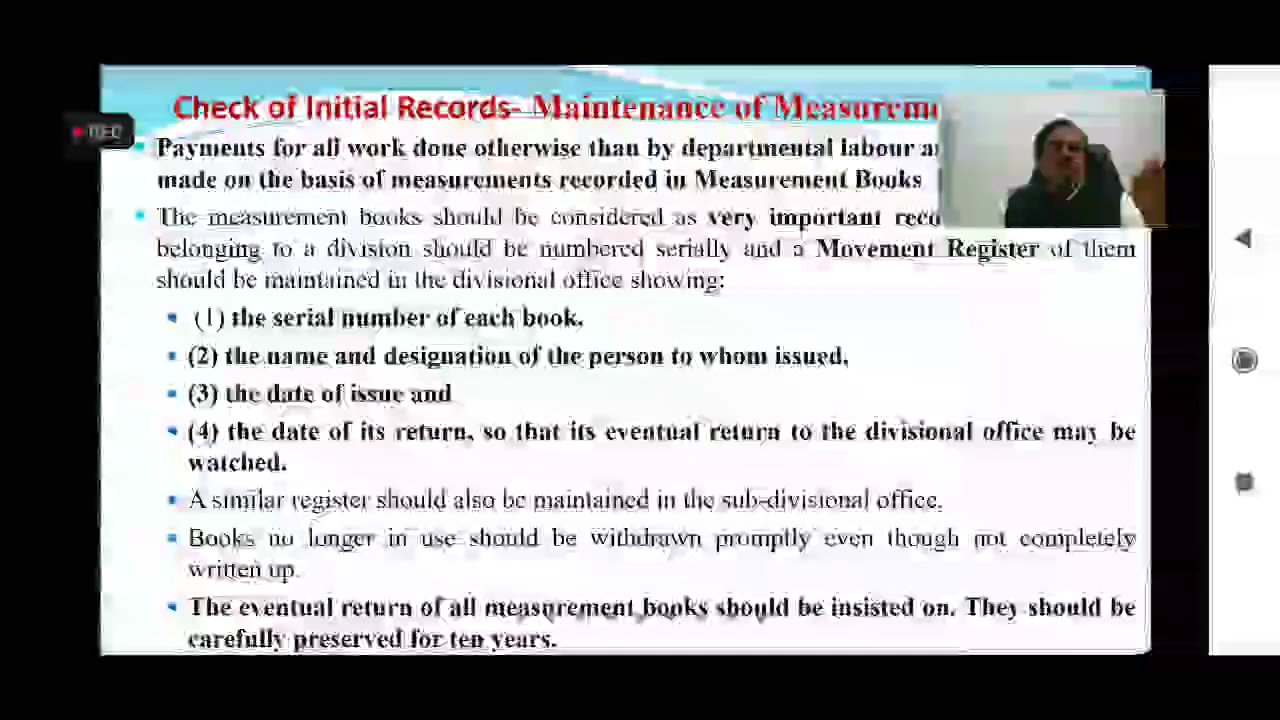 Check of Initial Records- Maintenance of Measurem
REC
Payments for all work done otherwise than by departmental labour
made on the basis of measurements recorded in Measurement Books
The measurement books should be considered as very important
belonging to a division should be numbered serially and a Movement Register of them
should be maintained in the divisional office showing:
(1) the serial number of each book,
(2) the name and designation of the person to whom issued,
(3) the date of issue and
(4) the date of its return, so that its eventual return to the divisional office may be
watched.
A similar register should also be maintained in the sub-divisional office.
Books no longer in use should be withdrawn promptly even though not completely
written up.
The eventual return of all measurement books should be insisted on. They should be
carefully preserved for ten years.